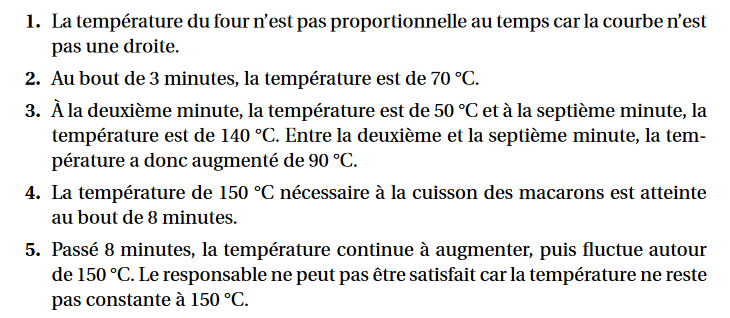 1. La température du four n’est pas proportionnelle au temps car la courbe n’est
pas une droite.
2. Au bout de 3 minutes, la température est de 70 °C.
3. À la deuxième minute, la température est de 50 °C et à la septième minute, la
température est de 140 °C. Entre la deuxième et la septième minute, la tem-
pérature a donc augmenté de 90 °C.
4. La température de 150 °C nécessaire à la cuisson des macarons est atteinte
au bout de 8 minutes.
5. Passé 8 minutes, la température continue à augmenter, puis fluctue autour
de 150 °C. Le responsable ne peut pas être satisfait car la température ne reste
pas constante à 150 °C.